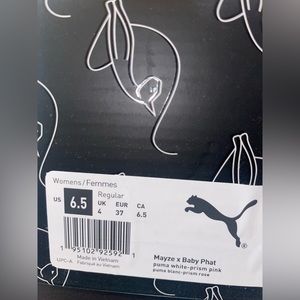 Womens/Femmes
Regular
US 6.5 UK 4 EUR 37 CA 6.5
Mayze x Baby Phat
puma white-prism pink
puma blanc-prism rose
UPC-A
Made in Vietnam
Fabriqué au Vietnam